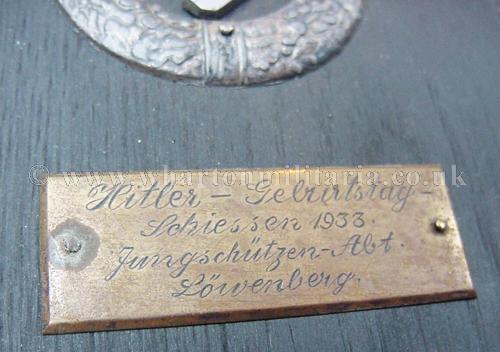 Hitler – Geburtstag –
Schiessen 1933.
Jungschützen-Abt.
Löwenberg.
© www.whartonmilitaria.co.uk